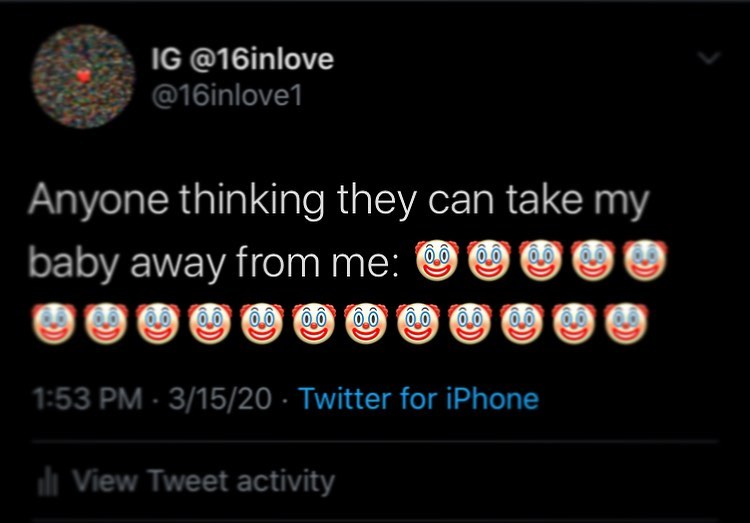 IG @16inlove
@16inlove1
Anyone thinking they can take my
baby away from me: 🤡🤡🤡🤡🤡
🤡🤡🤡🤡🤡🤡🤡🤡🤡🤡🤡🤡
1:53 PM · 3/15/20 · Twitter for iPhone
View Tweet activity